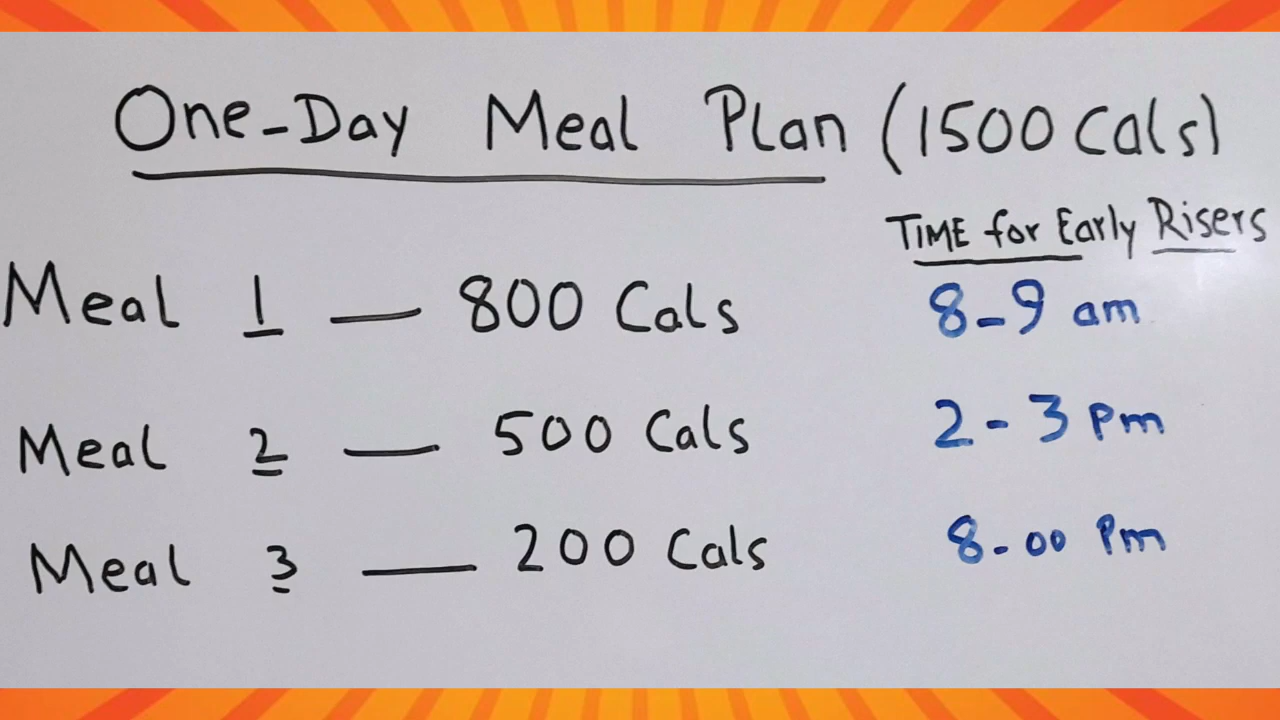 One-Day Meal Plan (1500 Cals)
TIME for Early Risers
Meal 1 — 800 Cals 8-9 am
Meal 2 — 500 Cals 2-3 Pm
Meal 3 — 200 Cals 8-00 Pm